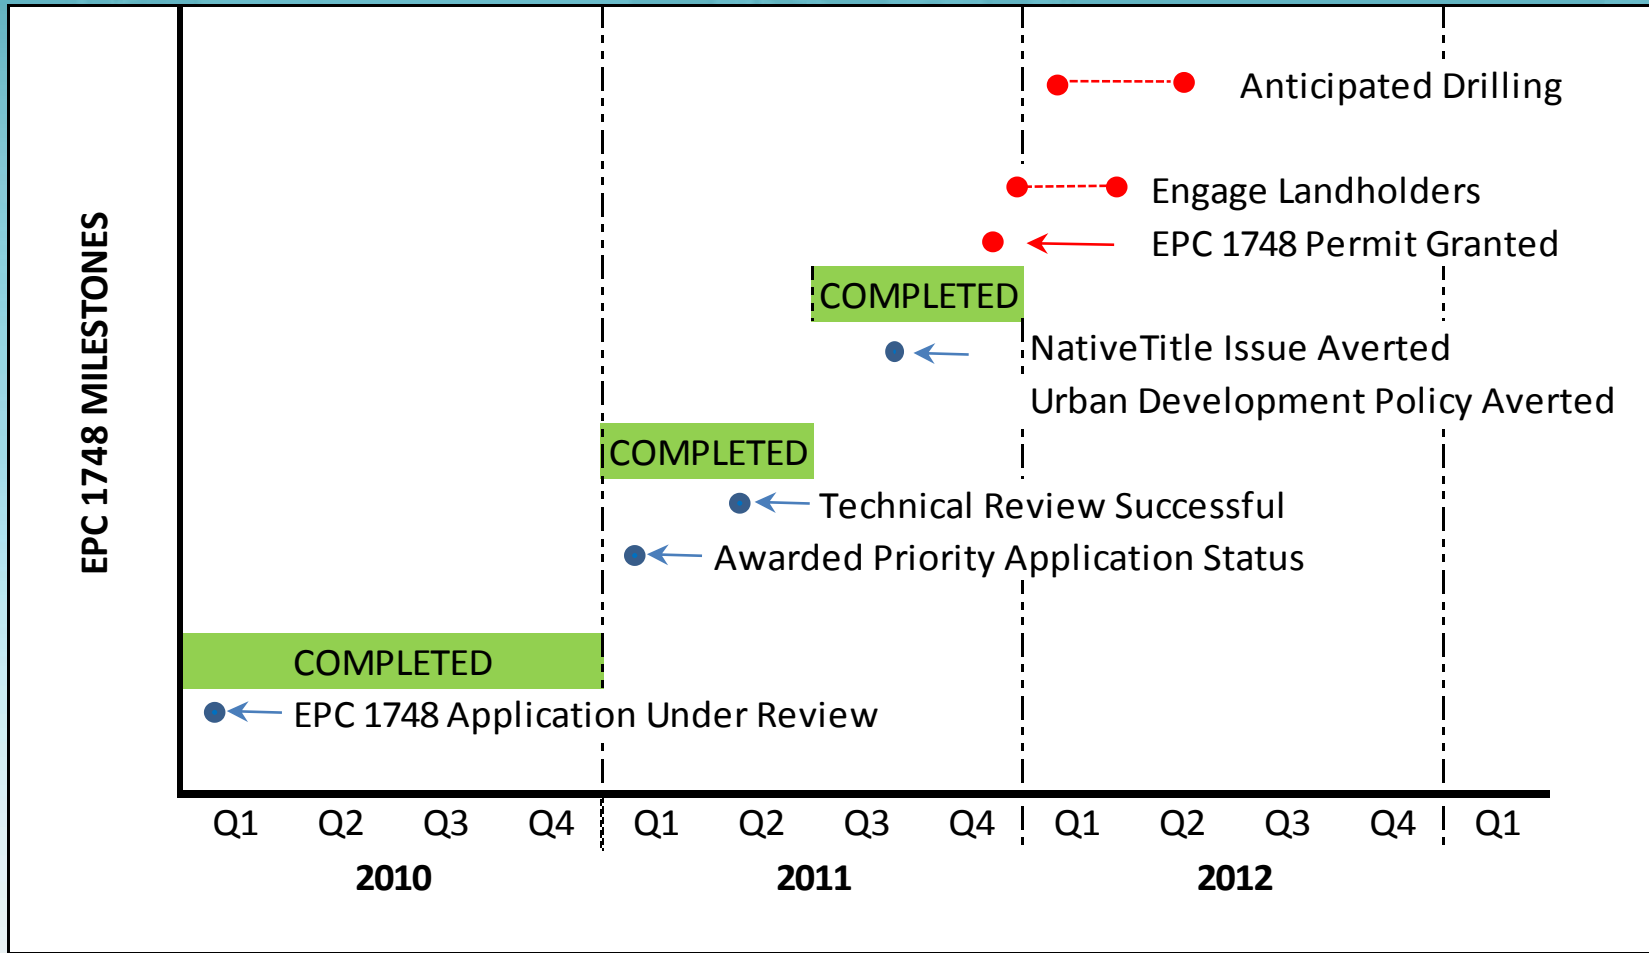 EPC 1748 MILESTONES
Anticipated Drilling
Engage Landholders
EPC 1748 Permit Granted
COMPLETED
NativeTitle Issue Averted
Urban Development Policy Averted
COMPLETED
Technical Review Successful
Awarded Priority Application Status
COMPLETED
EPC 1748 Application Under Review
Q1 Q2 Q3 Q4 Q1 Q2 Q3 Q4 Q1 Q2 Q3 Q4 Q1
2010 2011 2012